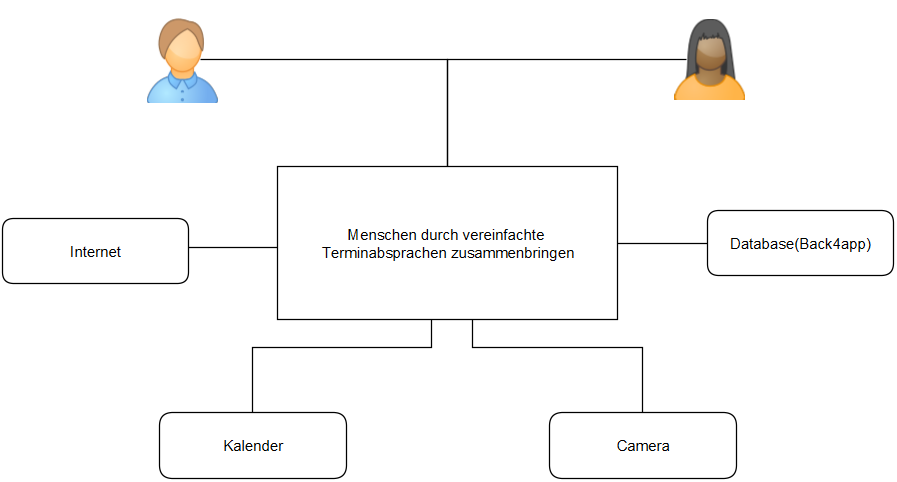 Menschen durch vereinfachte
Terminabsprachen zusammenbringen
Internet
Database(Back4app)
Kalender
Camera